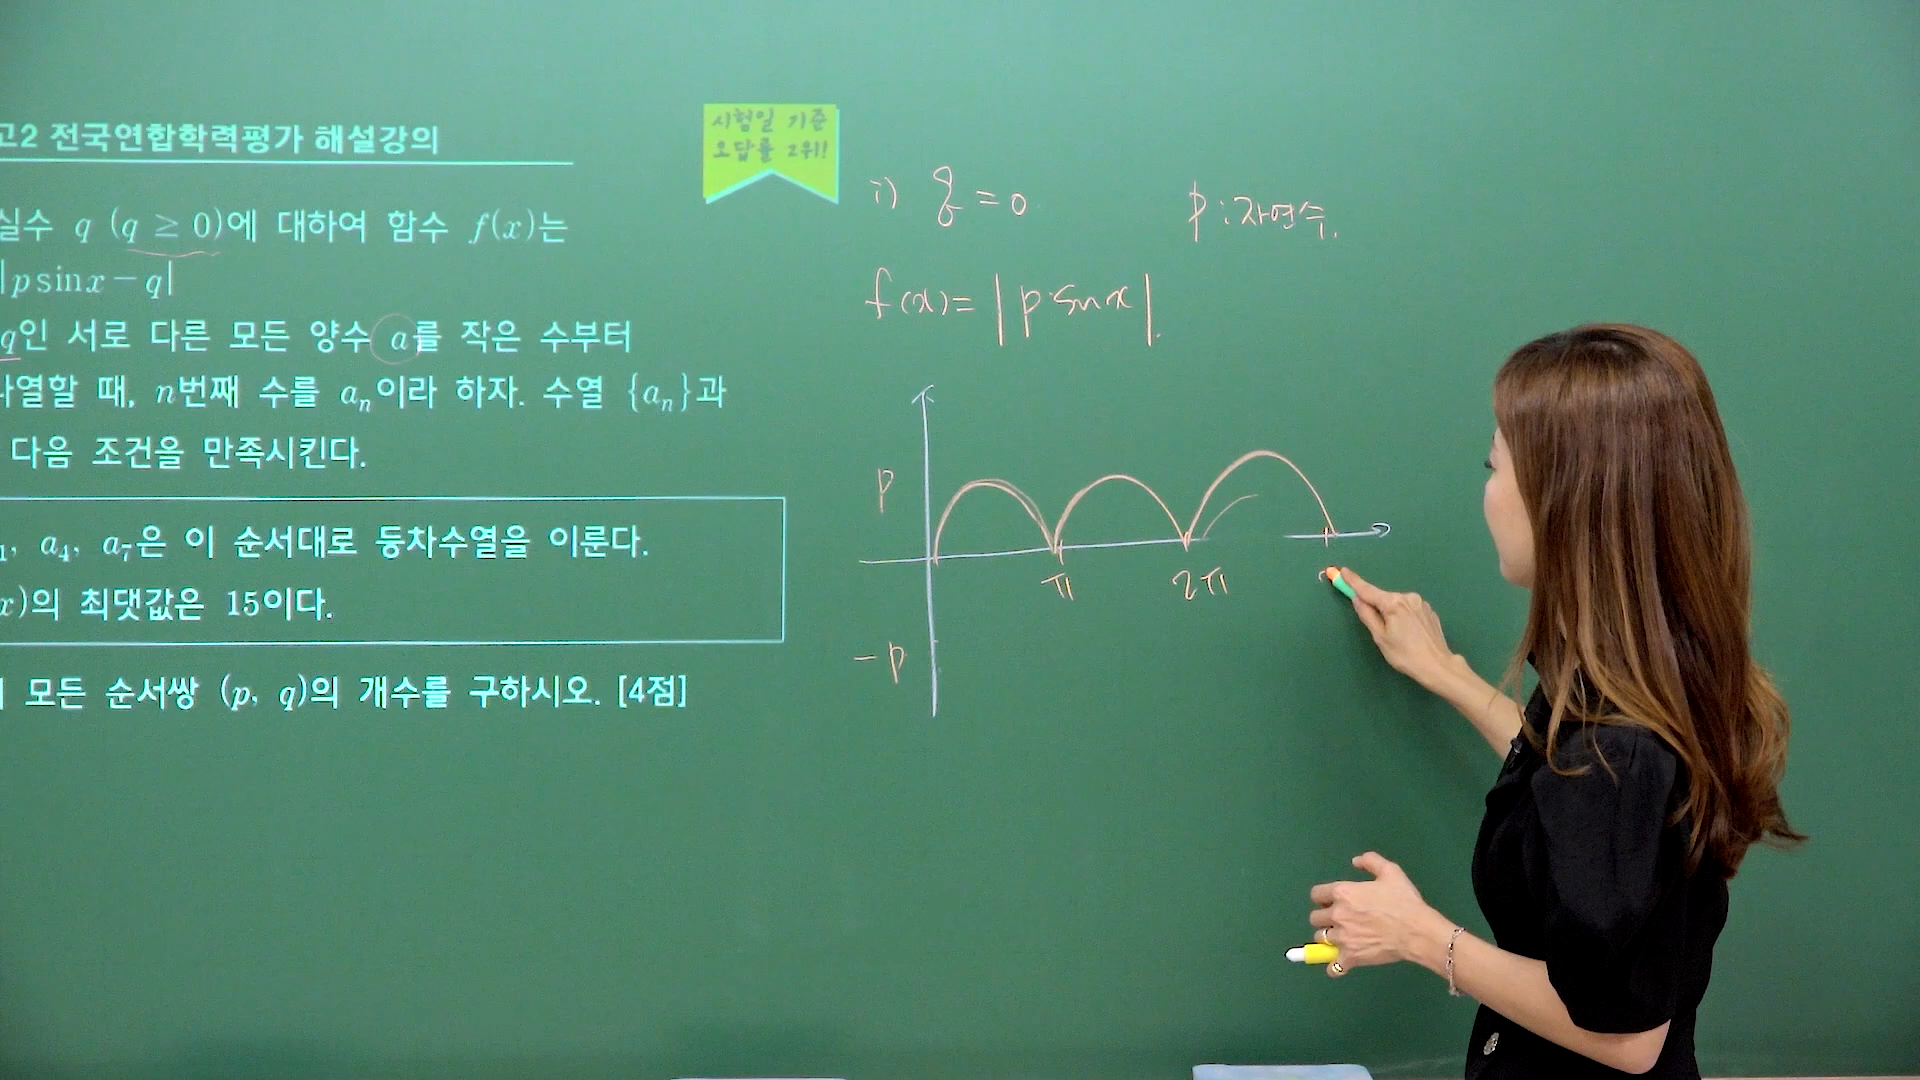 고2 전국연합학력평가 해설강의
시험일 기준
오답률 2위!
실수 q (q ≥ 0)에 대하여 함수 f(x)는
|p sin x − q|
q인 서로 다른 모든 양수 a를 작은 수부터
나열할 때, n번째 수를 aₙ이라 하자. 수열 {aₙ}과
다음 조건을 만족시킨다.
₁, a₄, a₇은 이 순서대로 등차수열을 이룬다.
x)의 최댓값은 15이다.
모든 순서쌍 (p, q)의 개수를 구하시오. [4점]
i) q = 0
p : 자연수.
f(x) = | p·sin x |.
p
π
2π
-p